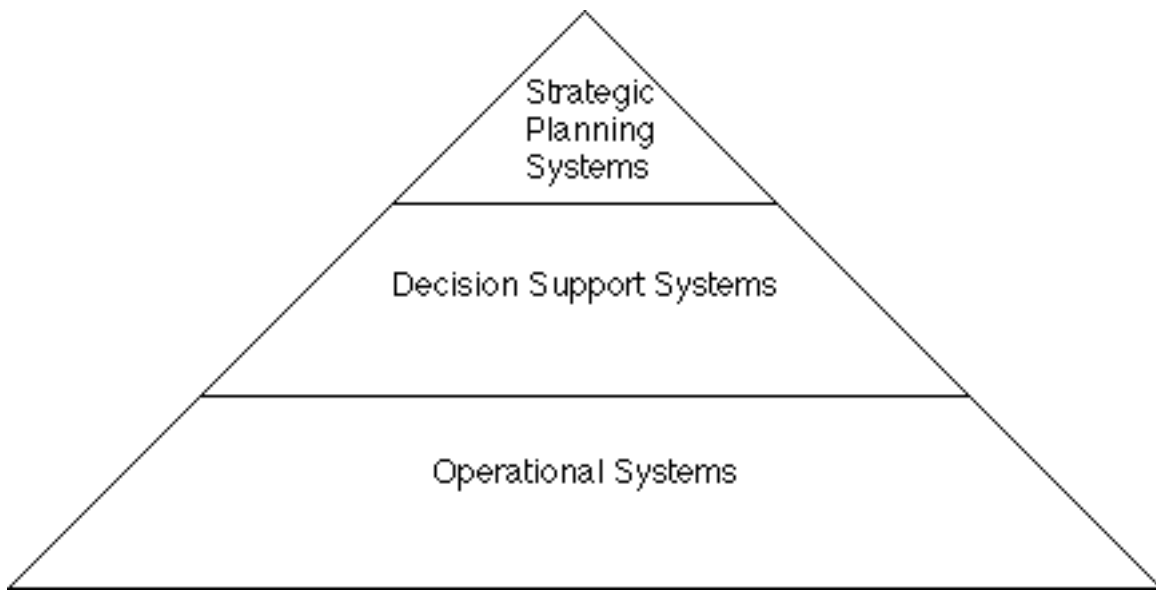 Strategic
Planning
Systems
Decision Support Systems
Operational Systems